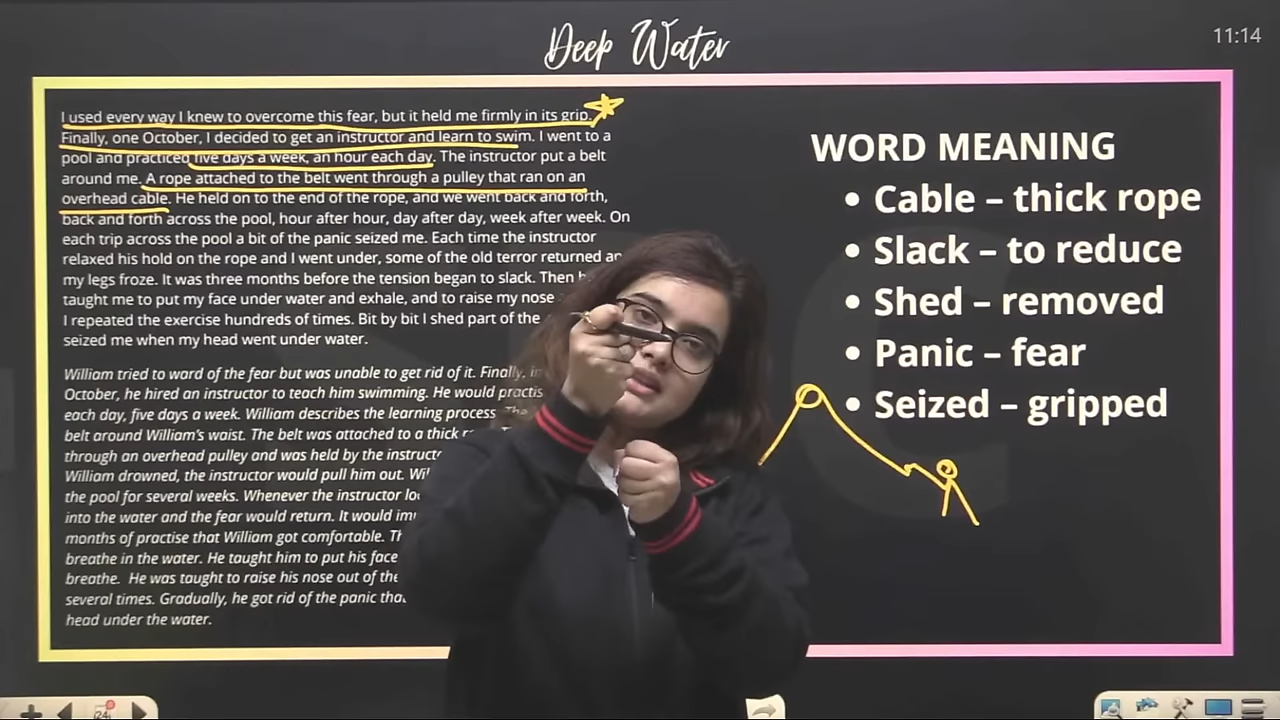 Deep Water
11:14
I used every way I knew to overcome this fear, but it held me firmly in its grip.
Finally, one October, I decided to get an instructor and learn to swim. I went to a
pool and practiced five days a week, an hour each day. The instructor put a belt
around me. A rope attached to the belt went through a pulley that ran on an
overhead cable. He held on to the end of the rope, and we went back and forth,
back and forth across the pool, hour after hour, day after day, week after week. On
each trip across the pool a bit of the panic seized me. Each time the instructor
relaxed his hold on the rope and I went under, some of the old terror returned
my legs froze. It was three months before the tension began to slack. Then
taught me to put my face under water and exhale, and to raise my nose
I repeated the exercise hundreds of times. Bit by bit I shed part of the
seized me when my head went under water.
William tried to ward of the fear but was unable to get rid of it. Finally,
October, he hired an instructor to teach him swimming. He would
each day, five days a week. William describes the learning process.
belt around William's waist. The belt was attached to a thick
through an overhead pulley and was held by the
William drowned, the instructor would pull him out.
the pool for several weeks. Whenever the instructor
into the water and the fear would return. It would
months of practise that William got comfortable.
breathe in the water. He taught him to put his face
breathe. He was taught to raise his nose out of the
several times. Gradually, he got rid of the panic
head under the water.
WORD MEANING
• Cable – thick rope
• Slack – to reduce
• Shed – removed
• Panic – fear
• Seized – gripped
24